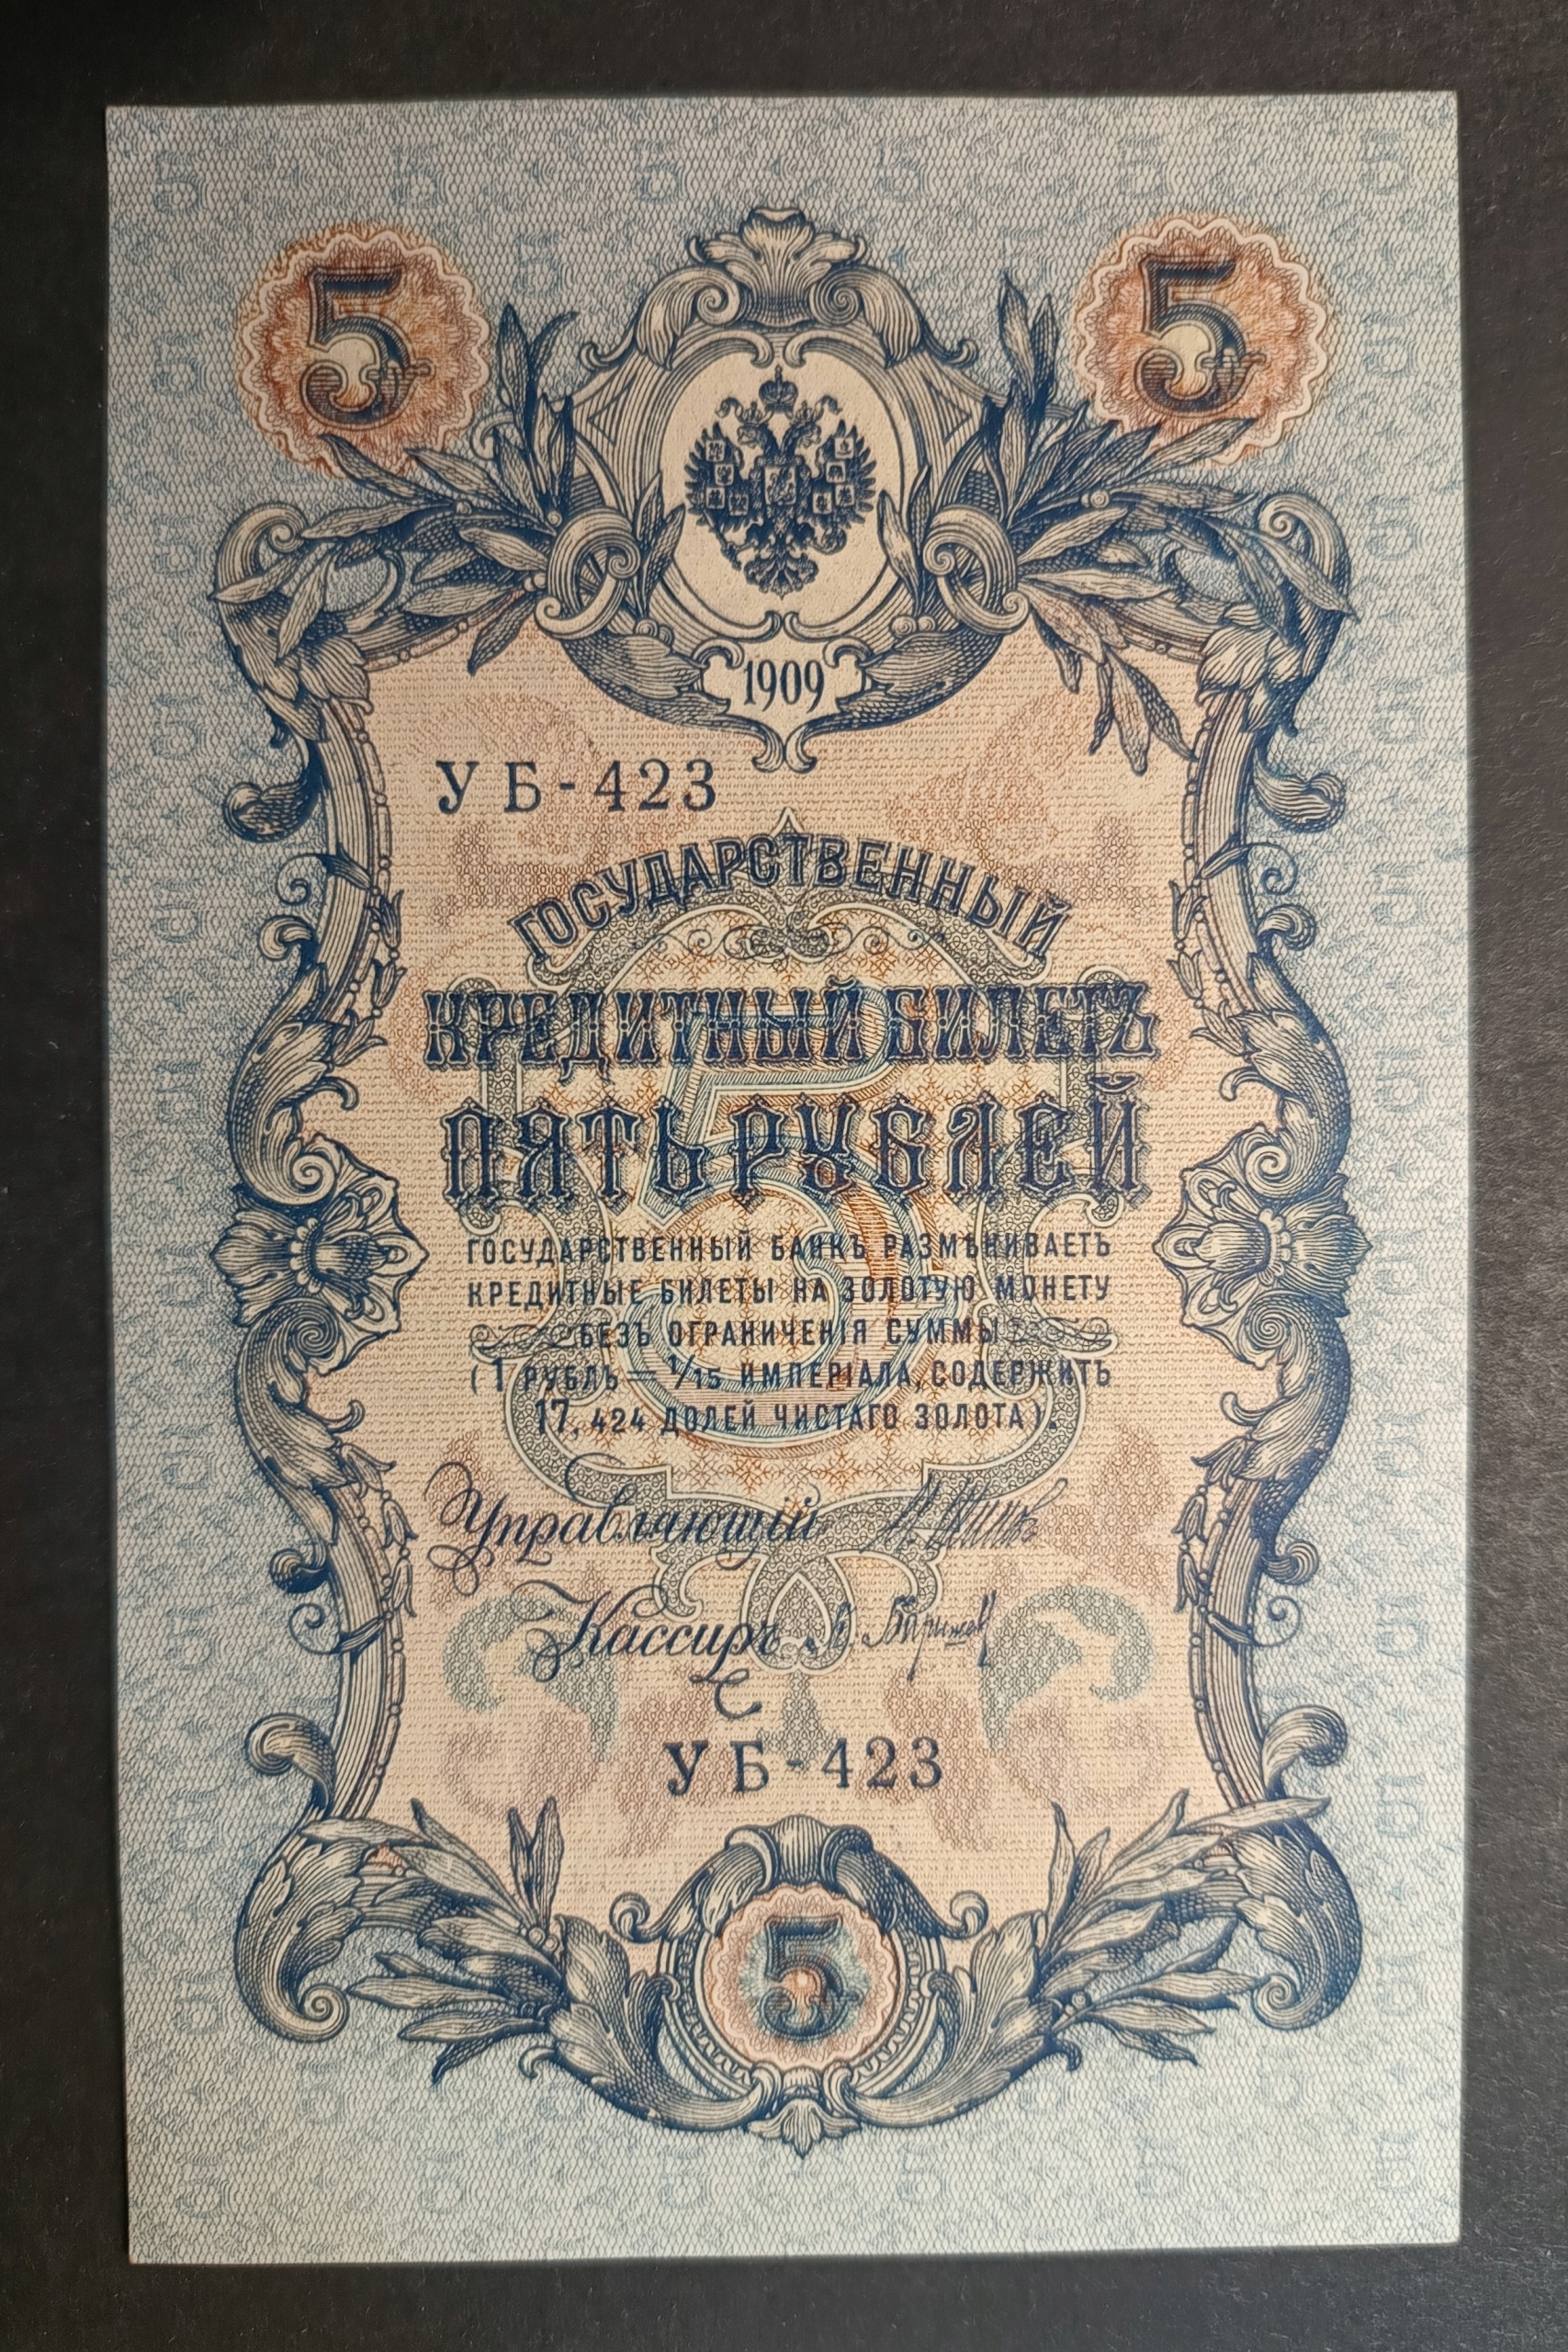 5 5
1909
УБ-423
ГОСУДАРСТВЕННЫЙ
КРЕДИТНЫЙ БИЛЕТЪ
ПЯТЬ РУБЛЕЙ
ГОСУДАРСТВЕННЫЙ БАНКЪ РАЗМѢНИВАЕТЪ
КРЕДИТНЫЕ БИЛЕТЫ НА ЗОЛОТУЮ МОНЕТУ
БЕЗЪ ОГРАНИЧЕНІЯ СУММЫ
(1 РУБЛЬ = 1/15 ИМПЕРІАЛА, СОДЕРЖИТЪ
17,424 ДОЛЕЙ ЧИСТАГО ЗОЛОТА).
Управляющій
Кассиръ
УБ-423
5